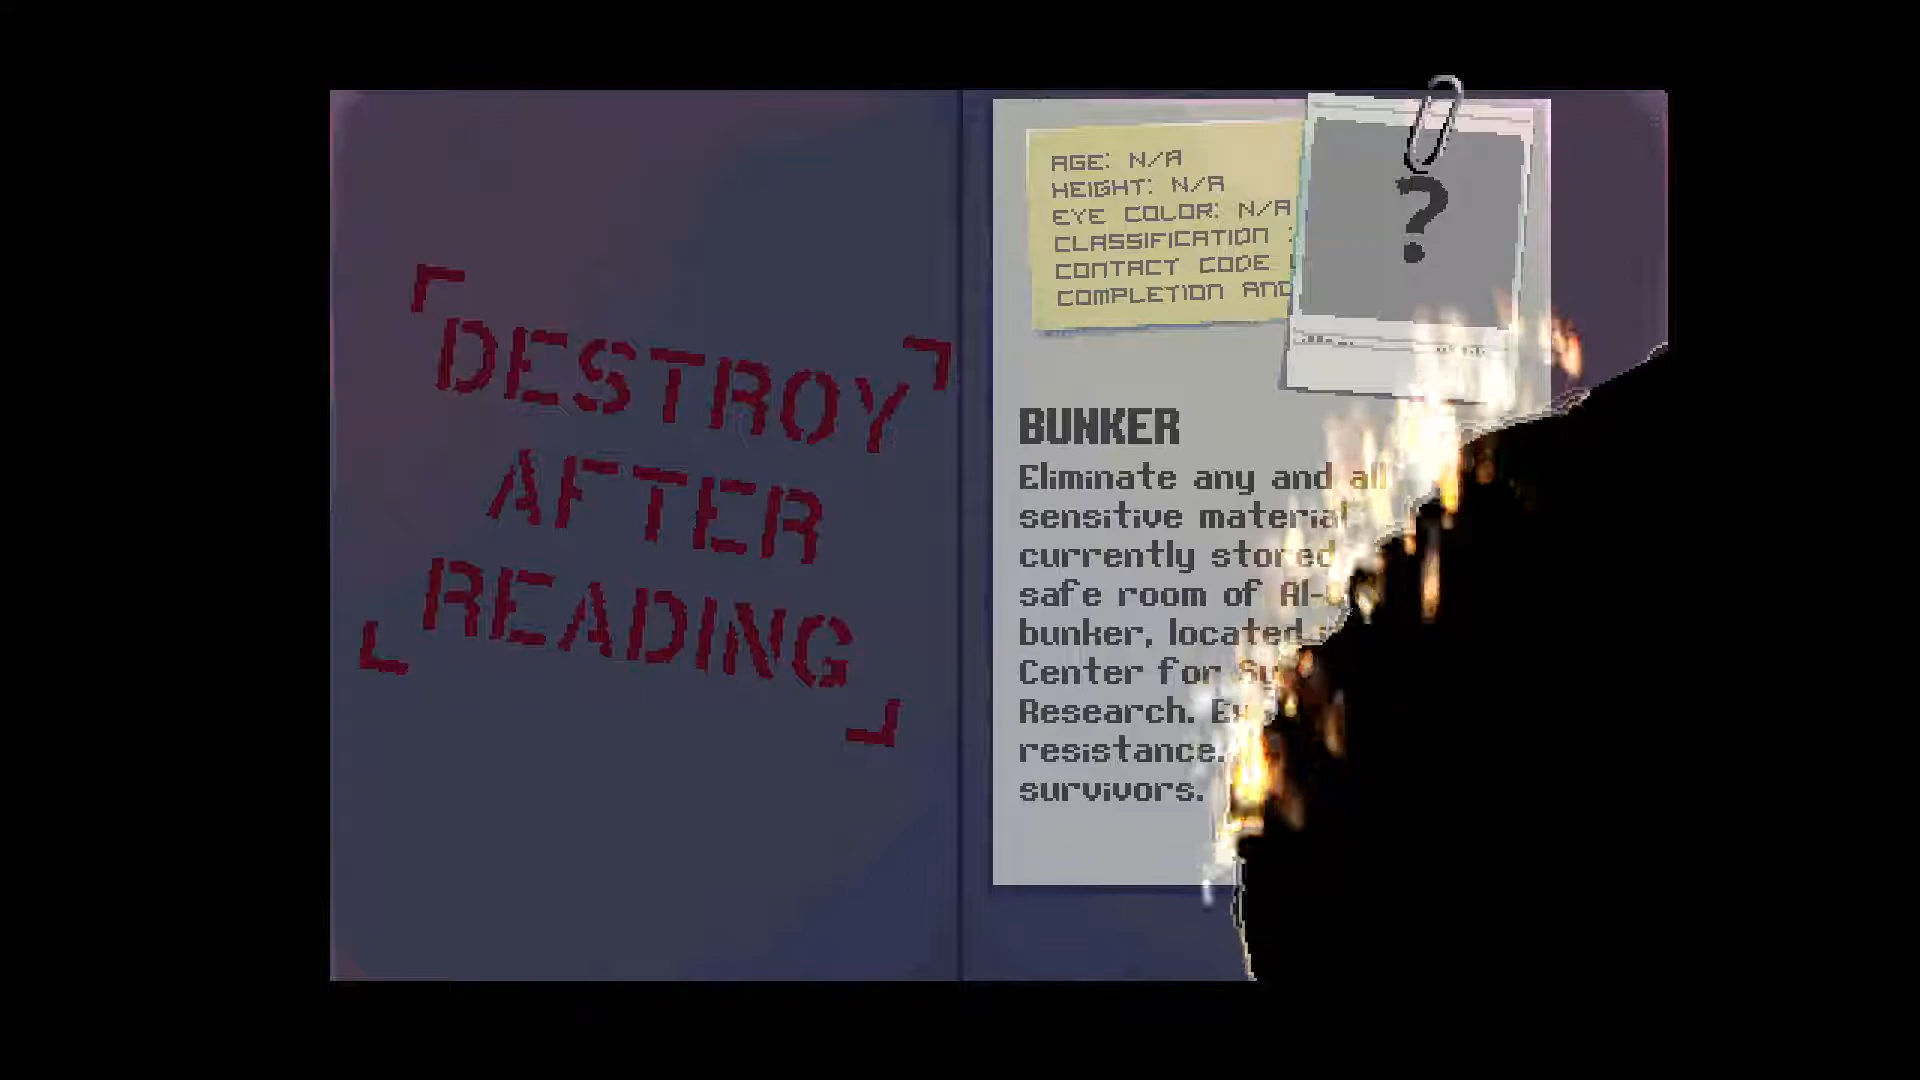 DESTROY
AFTER
READING
AGE: N/A
HEIGHT: N/A
EYE COLOR: N/A
CLASSIFICATION :
CONTACT CODE
COMPLETION AND
?
BUNKER
Eliminate any and all
sensitive material
currently stored
safe room of Al-
bunker, located
Center for
Research.
resistance.
survivors.